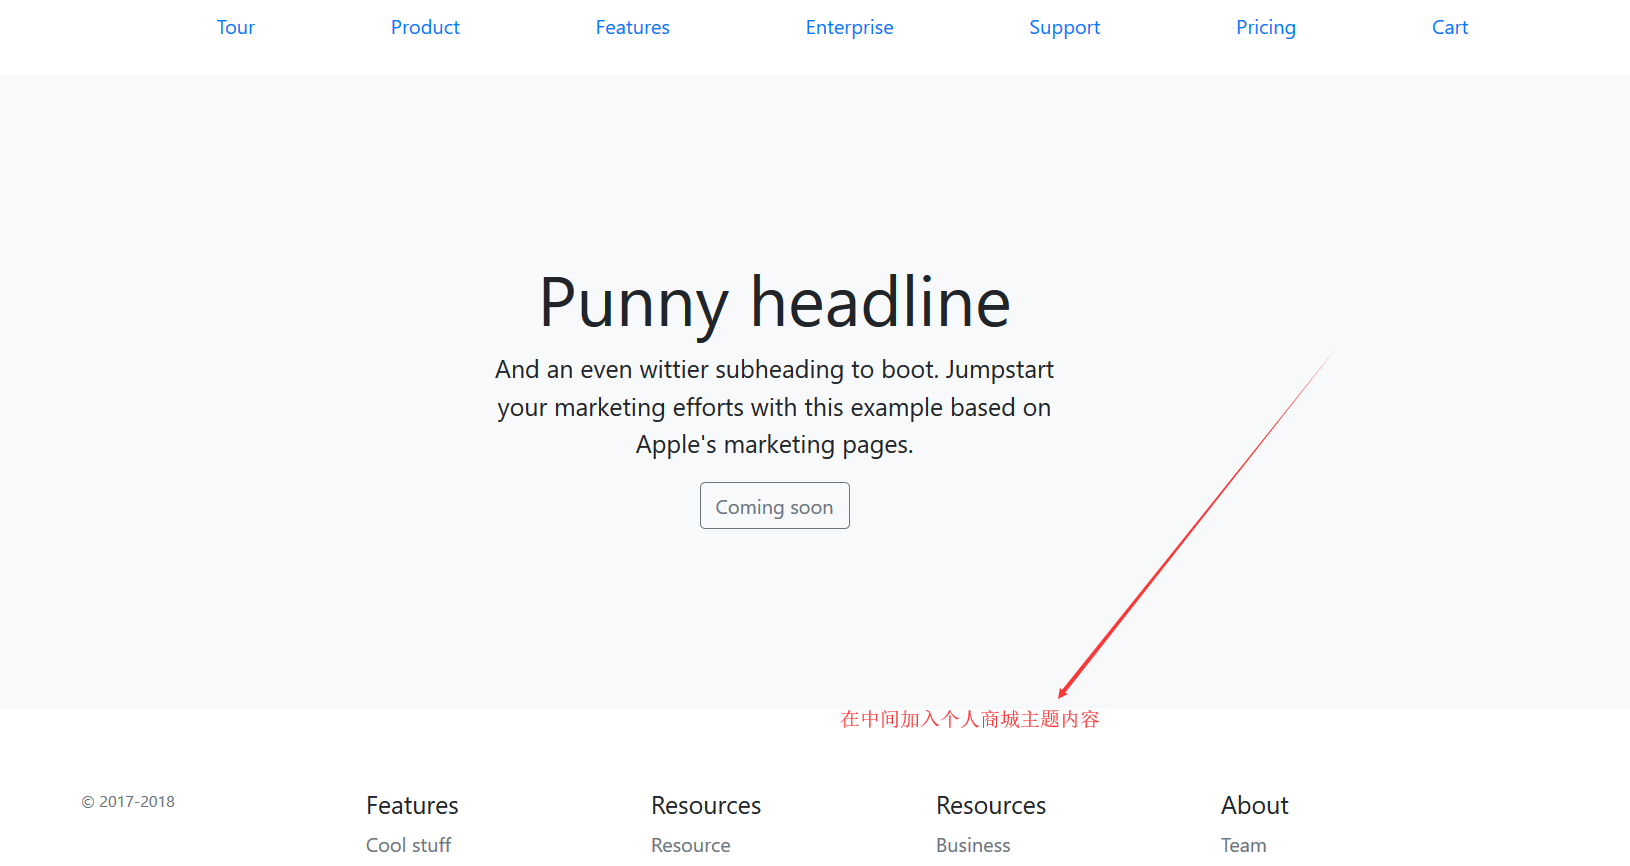 Tour Product Features Enterprise Support Pricing Cart
Punny headline
And an even wittier subheading to boot. Jumpstart
your marketing efforts with this example based on
Apple's marketing pages.
Coming soon
在中间加入个人商城主题内容
© 2017-2018
Features
Cool stuff
Resources
Resource
Resources
Business
About
Team